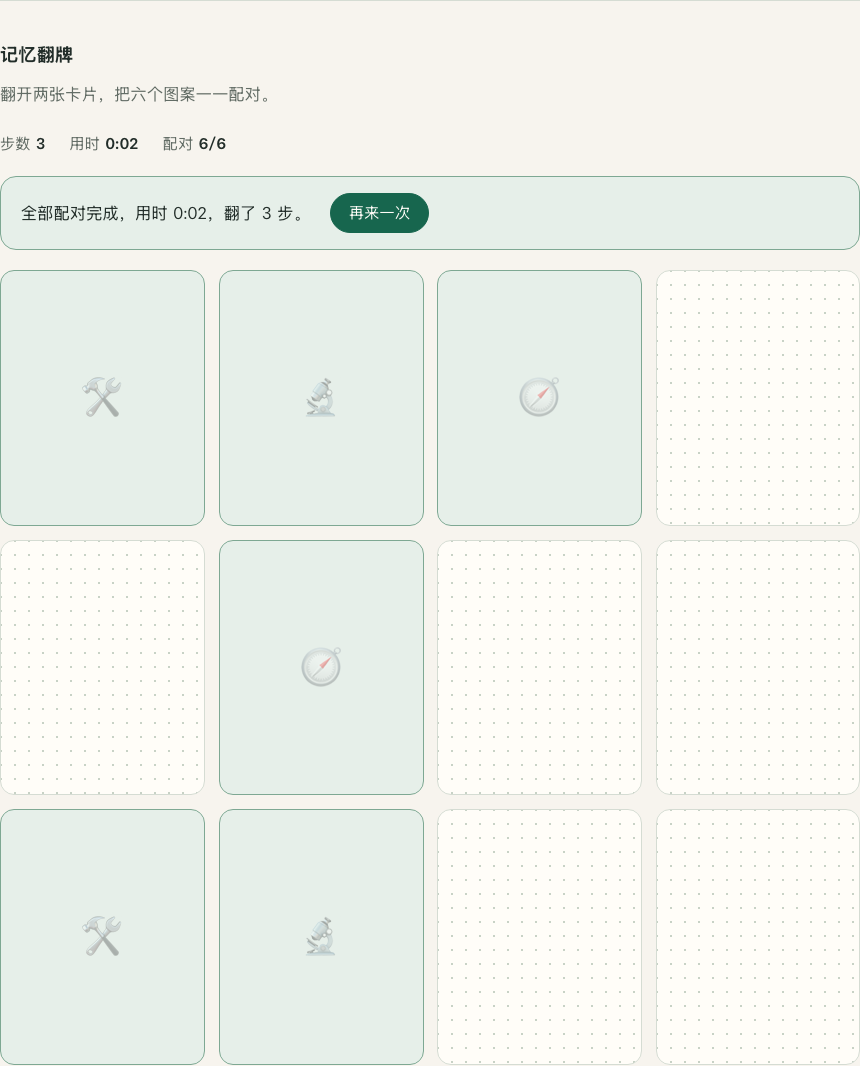 记忆翻牌
翻开两张卡片，把六个图案一一配对。
步数 3 用时 0:02 配对 6/6
全部配对完成，用时 0:02，翻了 3 步。 再来一次